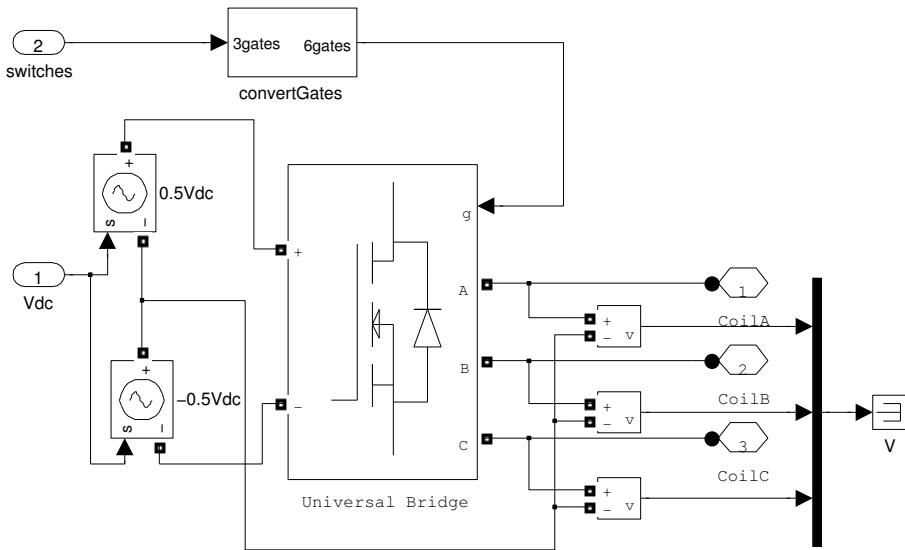 2
switches
3gates
6gates
convertGates
+
s
−
0.5Vdc
1
Vdc
+
s
−
−0.5Vdc
g
+
−
A
B
C
Universal Bridge
1
CoilA
+
−
v
2
CoilB
+
−
v
3
CoilC
+
−
v
V